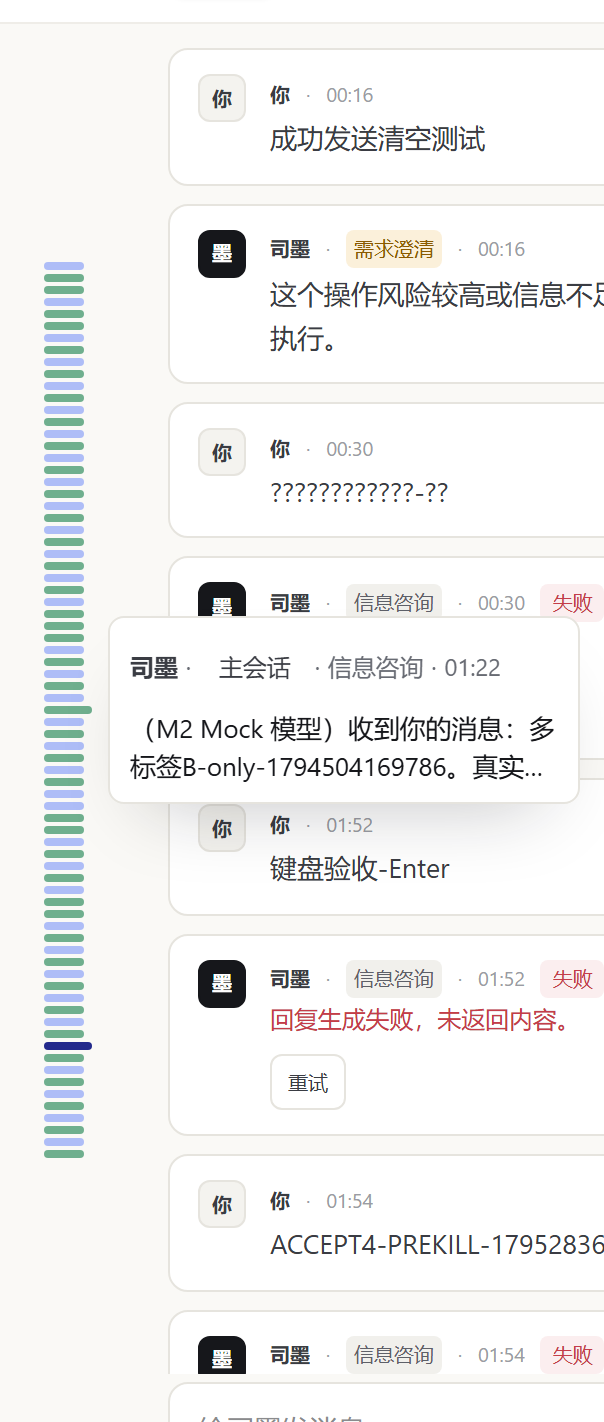 你
你 · 00:16
成功发送清空测试
墨
司墨 · 需求澄清 · 00:16
这个操作风险较高或信息不
执行。
你
你 · 00:30
????????????-??
墨
司墨 · 信息咨询 · 00:30 失败
司墨 · 主会话 · 信息咨询 · 01:22
（M2 Mock 模型）收到你的消息：多
标签B-only-1794504169786。真实...
你
你 · 01:52
键盘验收-Enter
墨
司墨 · 信息咨询 · 01:52 失败
回复生成失败，未返回内容。
重试
你
你 · 01:54
ACCEPT4-PREKILL-17952836
墨
司墨 · 信息咨询 · 01:54 失败